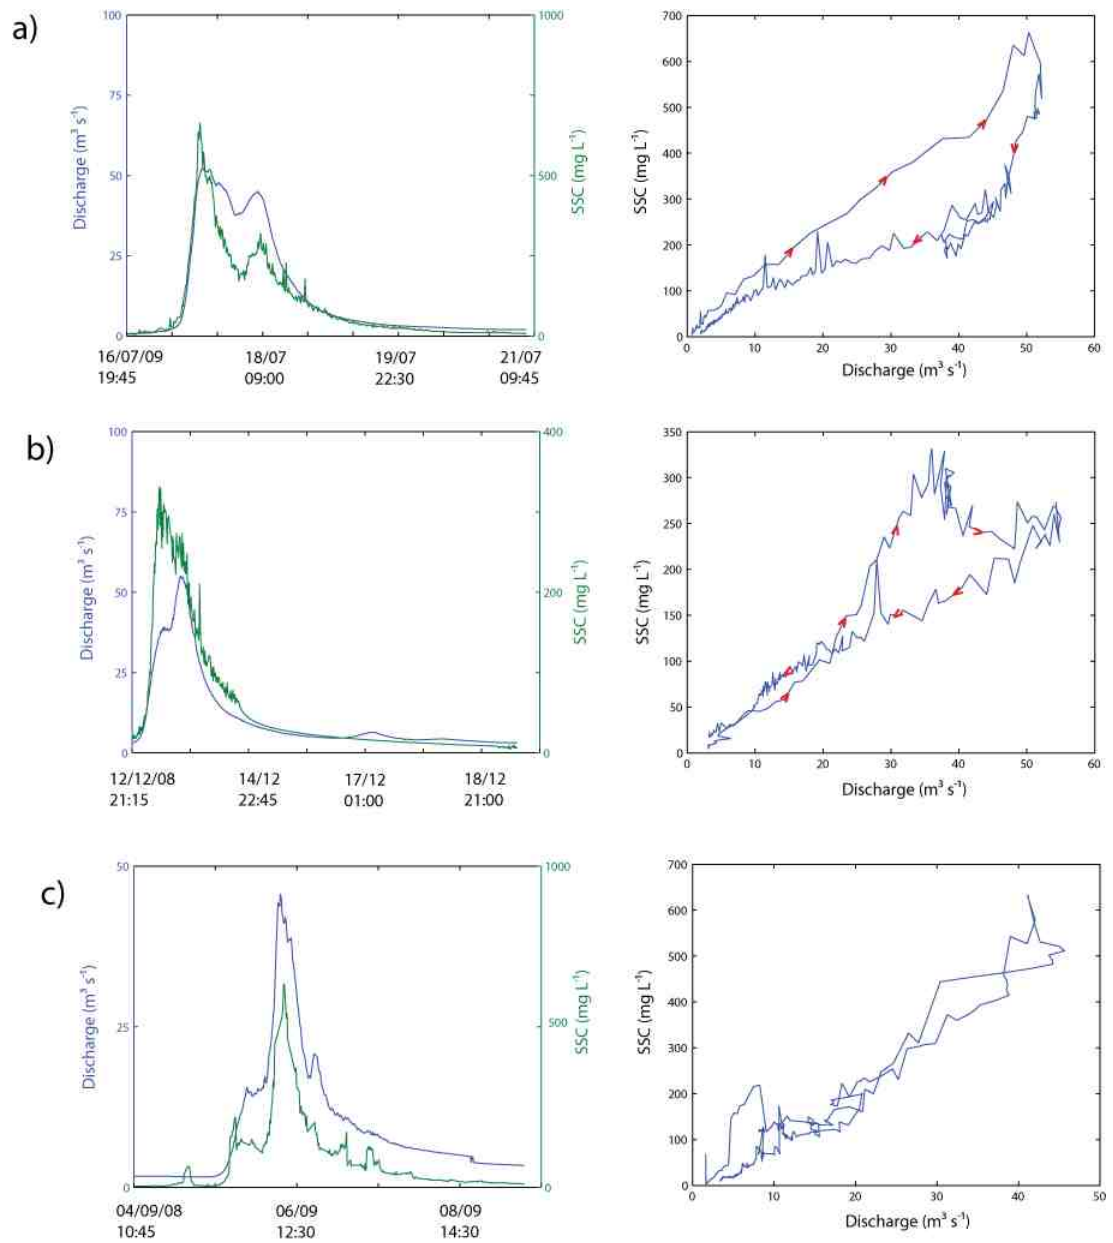 a)
Discharge (m³ s⁻¹)
100
75
50
25
0
SSC (mg L⁻¹)
1000
500
0
16/07/09 18/07 19/07 21/07
19:45 09:00 22:30 09:45
SSC (mg L⁻¹)
700
600
500
400
300
200
100
0
0 10 20 30 40 50 60
Discharge (m³ s⁻¹)
b)
Discharge (m³ s⁻¹)
100
75
50
25
0
SSC (mg L⁻¹)
400
200
0
12/12/08 14/12 17/12 18/12
21:15 22:45 01:00 21:00
SSC (mg L⁻¹)
350
300
250
200
150
100
50
0
0 10 20 30 40 50 60
Discharge (m³ s⁻¹)
c)
Discharge (m³ s⁻¹)
50
25
0
SSC (mg L⁻¹)
1000
500
0
04/09/08 06/09 08/09
10:45 12:30 14:30
SSC (mg L⁻¹)
700
600
500
400
300
200
100
0
0 10 20 30 40 50
Discharge (m³ s⁻¹)